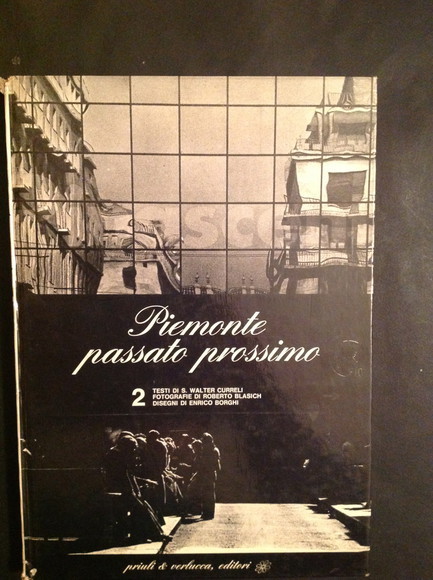 Piemonte
passato prossimo
2
TESTI DI S. WALTER CURRELI
FOTOGRAFIE DI ROBERTO BLASICH
DISEGNI DI ENRICO BORGHI
priuli & verlucca, editori